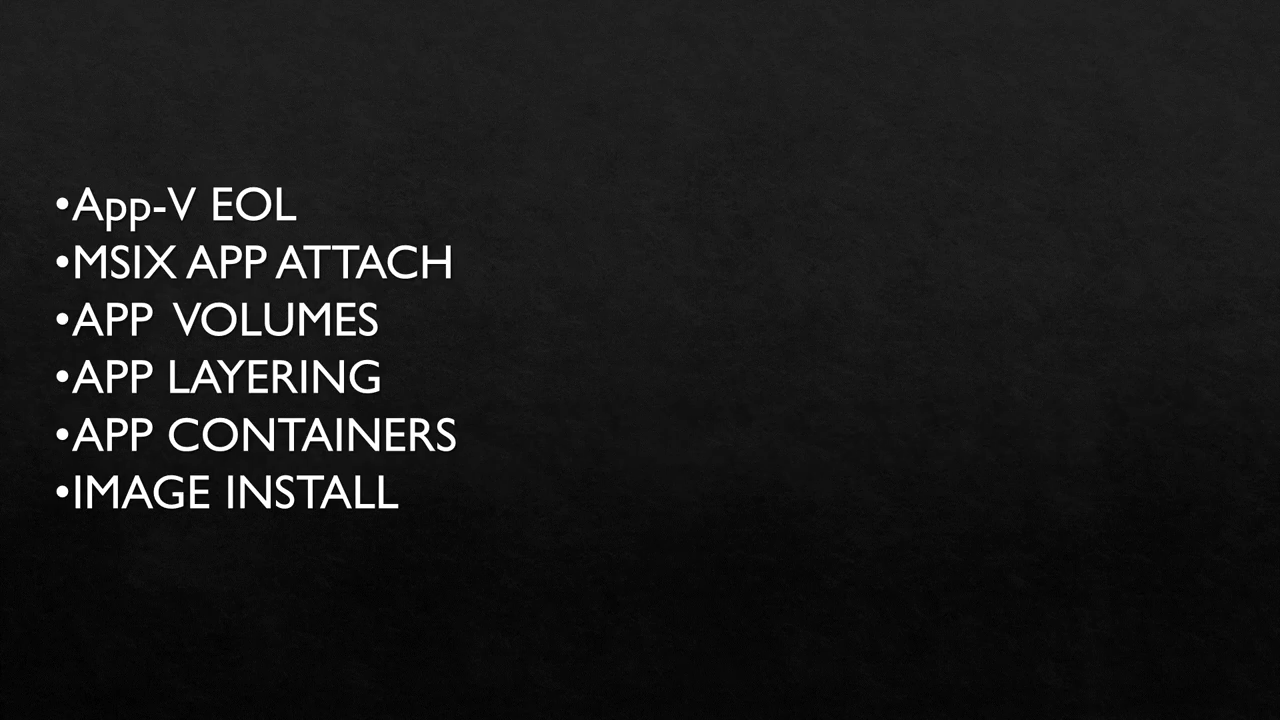 •App-V EOL
•MSIX APP ATTACH
•APP  VOLUMES
•APP LAYERING
•APP CONTAINERS
•IMAGE INSTALL